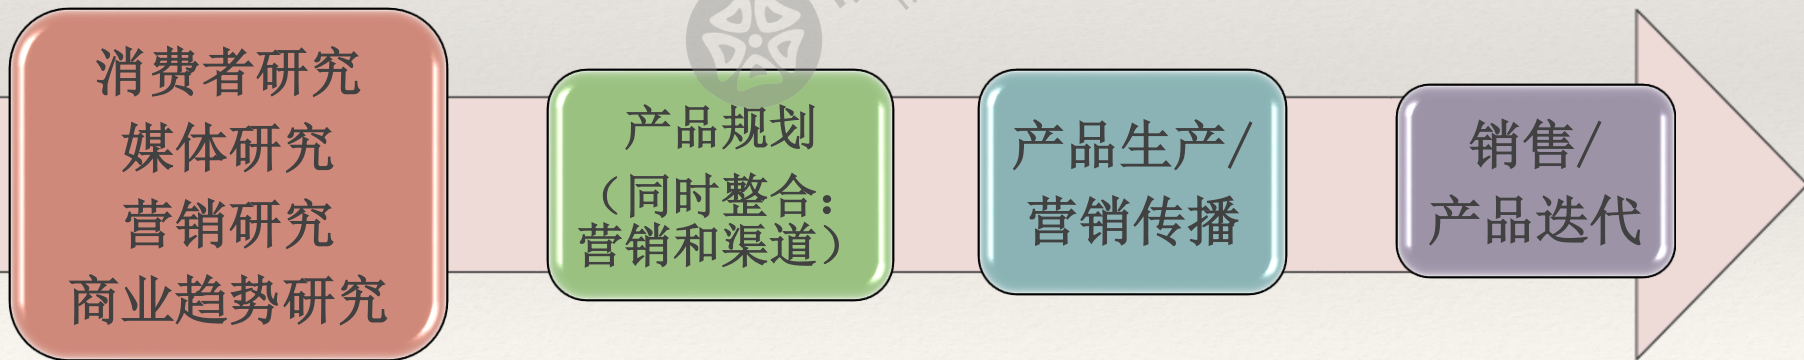 消费者研究
媒体研究
营销研究
商业趋势研究
产品规划
（同时整合：
营销和渠道）
产品生产/
营销传播
销售/
产品迭代